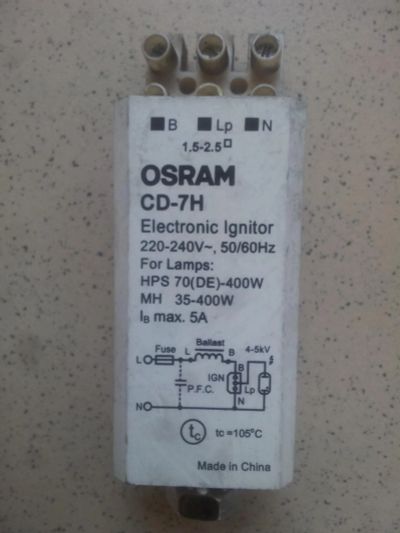 ■ B ■ Lp ■ N
1.5-2.5□
OSRAM
CD-7H
Electronic Ignitor
220-240V~, 50/60Hz
For Lamps:
HPS 70(DE)-400W
MH 35-400W
IB max. 5A
Ballast
Fuse L B 4-5kV
L
B
IGN
P.F.C. Lp
N N
tc tc =105°C
Made in China